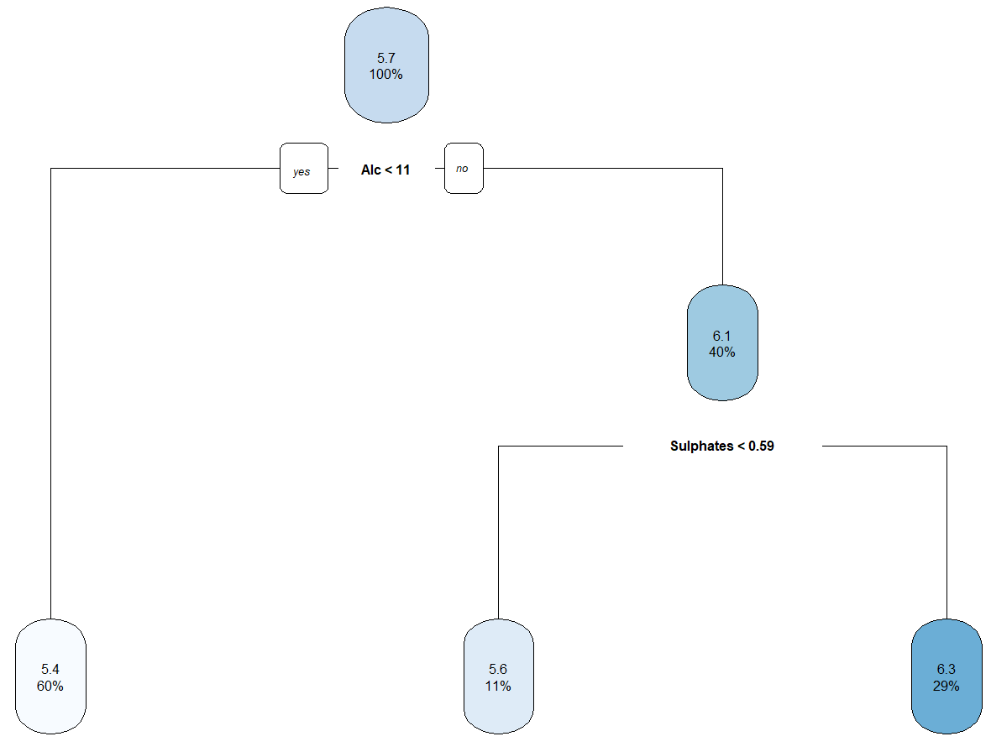 5.7
100%
yes
Alc < 11
no
6.1
40%
Sulphates < 0.59
5.4
60%
5.6
11%
6.3
29%